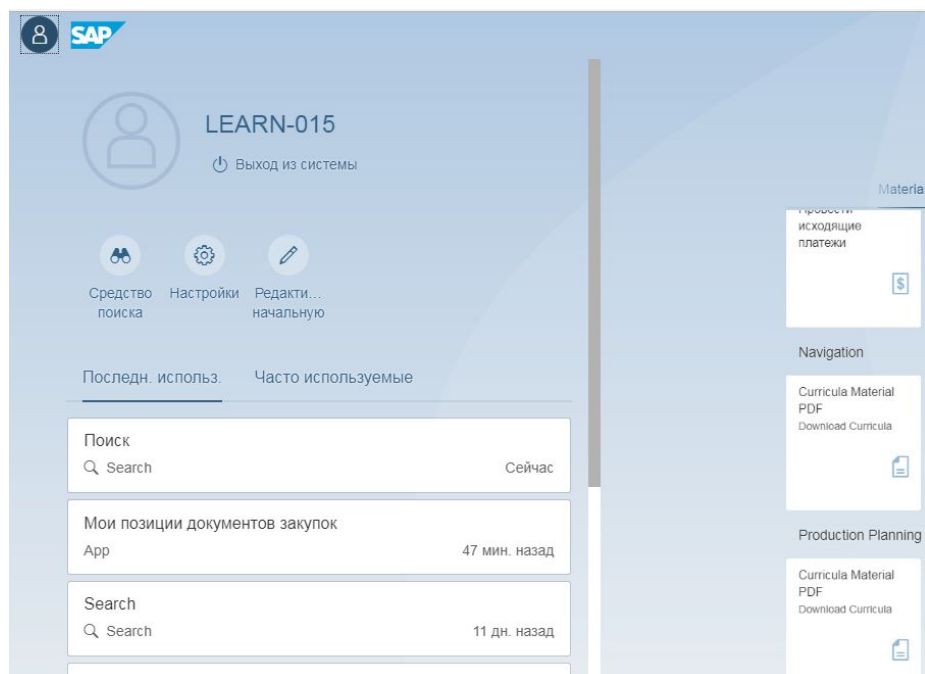 SAP
LEARN-015
Выход из системы
Средство
поиска
Настройки
Редакти...
начальную
Последн. использ.
Часто используемые
Поиск
Search
Сейчас
Мои позиции документов закупок
App
47 мин. назад
Search
Search
11 дн. назад
Materia
Провести
исходящие
платежи
Navigation
Curricula Material
PDF
Download Curricula
Production Planning
Curricula Material
PDF
Download Curricula